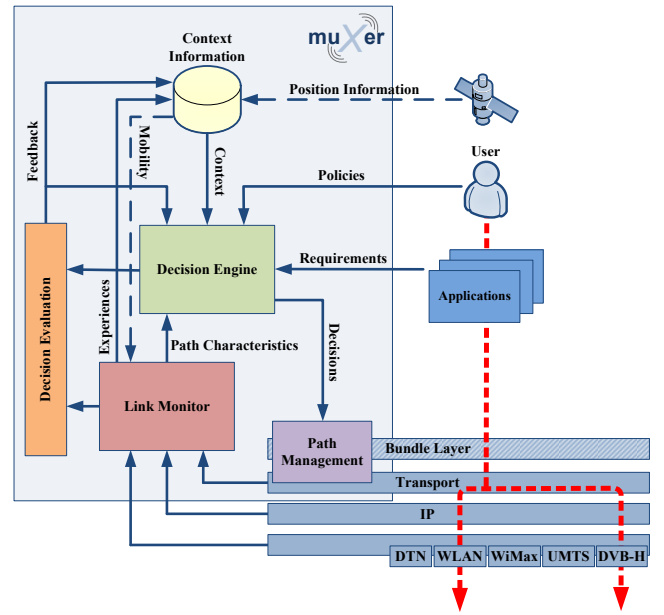 Context
Information
muXer
Position Information
User
Feedback
Mobility
Context
Policies
Decision Engine
Requirements
Applications
Decision Evaluation
Experiences
Path Characteristics
Decisions
Link Monitor
Path
Management
Bundle Layer
Transport
IP
DTN
WLAN
WiMax
UMTS
DVB-H